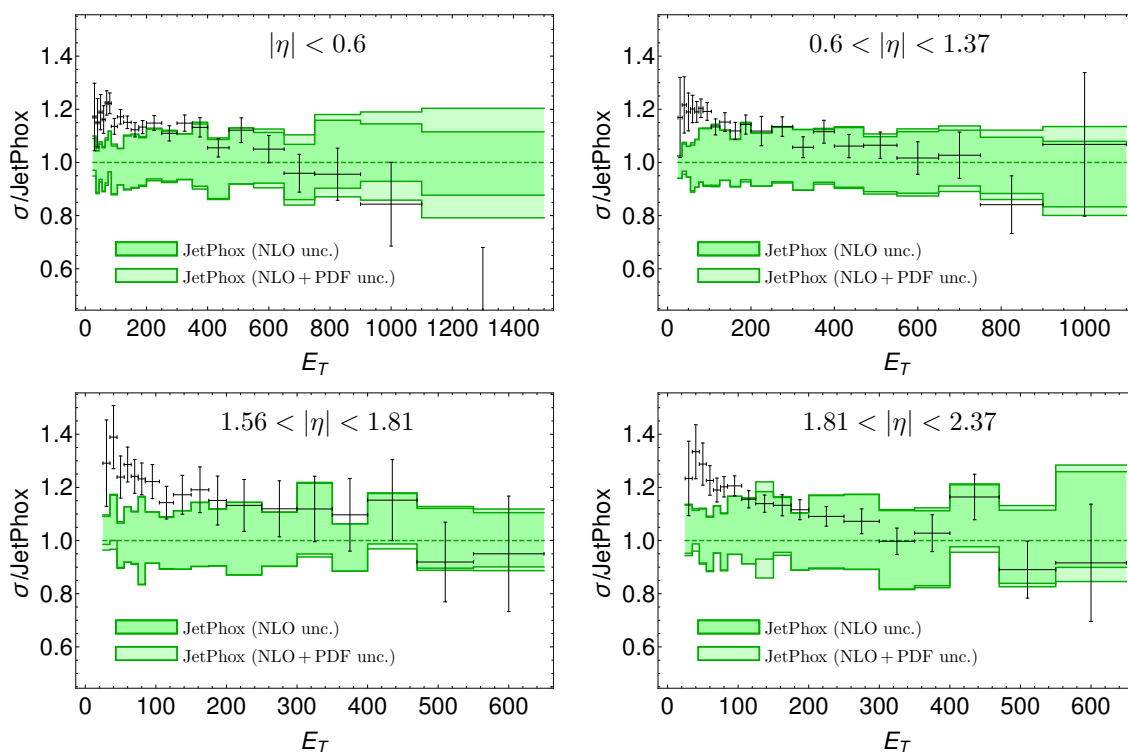 |η| < 0.6
σ/JetPhox
1.4
1.2
1.0
0.8
0.6
JetPhox (NLO unc.)
JetPhox (NLO + PDF unc.)
0 200 400 600 800 1000 1200 1400
E_T
0.6 < |η| < 1.37
σ/JetPhox
1.4
1.2
1.0
0.8
0.6
JetPhox (NLO unc.)
JetPhox (NLO + PDF unc.)
0 200 400 600 800 1000
E_T
1.56 < |η| < 1.81
σ/JetPhox
1.4
1.2
1.0
0.8
0.6
JetPhox (NLO unc.)
JetPhox (NLO + PDF unc.)
0 100 200 300 400 500 600
E_T
1.81 < |η| < 2.37
σ/JetPhox
1.4
1.2
1.0
0.8
0.6
JetPhox (NLO unc.)
JetPhox (NLO + PDF unc.)
0 100 200 300 400 500 600
E_T